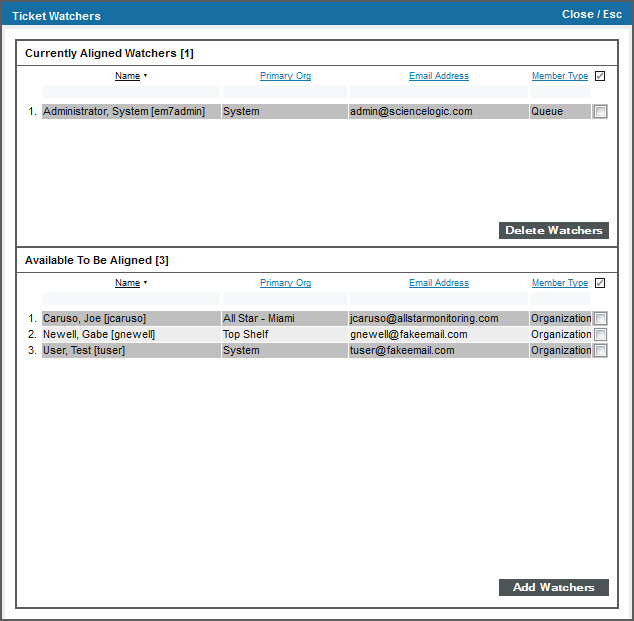 Ticket Watchers Close / Esc
Currently Aligned Watchers [1]
Name Primary Org Email Address Member Type
1. Administrator, System [em7admin] System admin@sciencelogic.com Queue
Delete Watchers
Available To Be Aligned [3]
Name Primary Org Email Address Member Type
1. Caruso, Joe [jcaruso] All Star - Miami jcaruso@allstarmonitoring.com Organization
2. Newell, Gabe [gnewell] Top Shelf gnewell@fakeemail.com Organization
3. User, Test [tuser] System tuser@fakeemail.com Organization
Add Watchers